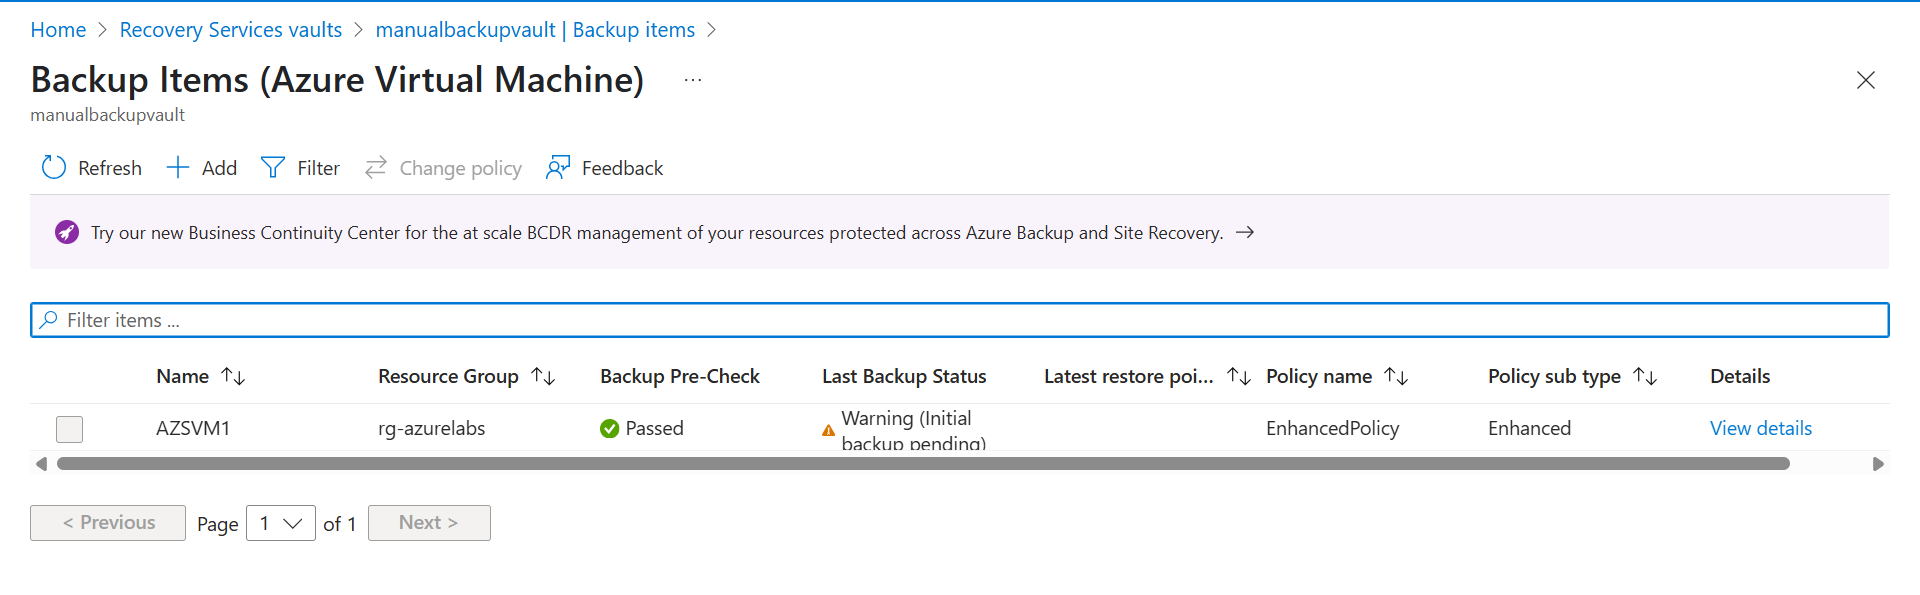 Home > Recovery Services vaults > manualbackupvault | Backup items >
Backup Items (Azure Virtual Machine) ...
manualbackupvault
Refresh Add Filter Change policy Feedback
Try our new Business Continuity Center for the at scale BCDR management of your resources protected across Azure Backup and Site Recovery. →
Filter items ...
Name ↑↓ Resource Group ↑↓ Backup Pre-Check Last Backup Status Latest restore poi... ↑↓ Policy name ↑↓ Policy sub type ↑↓ Details
AZSVM1 rg-azurelabs Passed Warning (Initial EnhancedPolicy Enhanced View details
backup pending)
< Previous Page 1 of 1 Next >